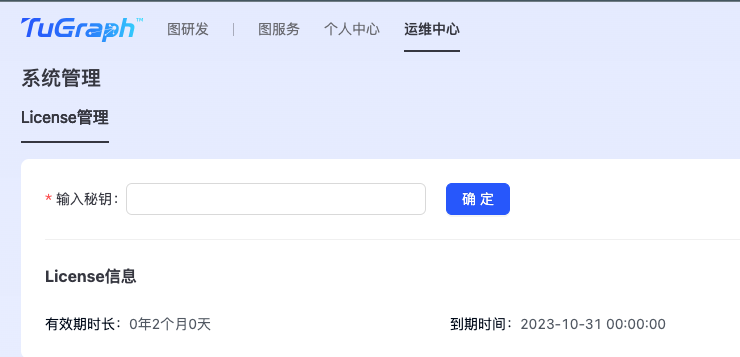 TuGraph™ 图研发 | 图服务 个人中心 运维中心
系统管理
License管理
* 输入秘钥: 确 定
License信息
有效期时长: 0年2个月0天 到期时间: 2023-10-31 00:00:00